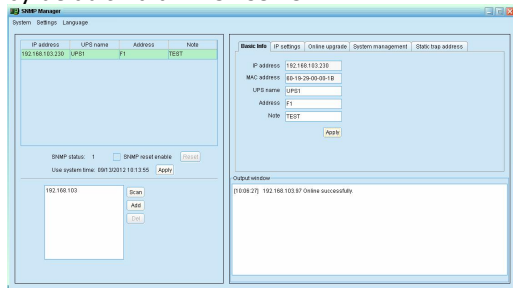 SNMP Manager
System Settings Language
IP address UPS name Address Note
192.168.103.230 UPS1 F1 TEST
SNMP status: 1 SNMP reset enable Reset
Use system time: 09/13/2012 10:13:55 Apply
192.168.103
Scan
Add
Del
Basic Info IP settings Online upgrade System management Static trap address
IP address 192.168.103.230
MAC address 60-19-29-00-00-1B
UPS name UPS1
Address F1
Note TEST
Apply
Output window
[10:06:27] 192.168.103.97 Online successfully.